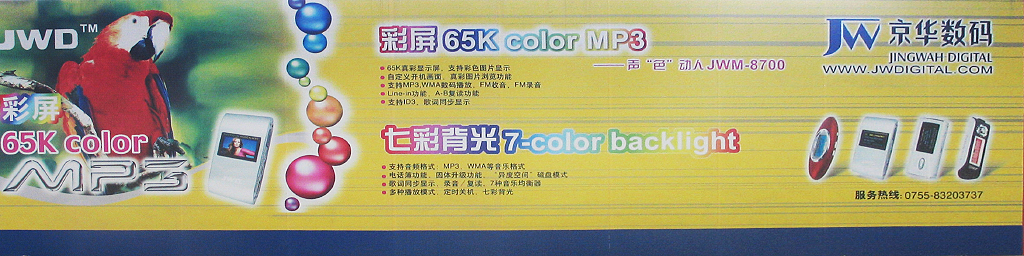 JWD™
彩屏
65K color
MP3
彩屏 65K color MP3
——声“色”动人JWM-8700
65K真彩显示屏，支持彩色图片显示
自定义开机画面，真彩图片浏览功能
支持MP3,WMA数码播放、FM收音、FM录音
Line-in功能、A-B复读功能
支持ID3、歌词同步显示
七彩背光 7-color backlight
支持音频格式：MP3、WMA等音乐格式
电话薄功能，固体升级功能，“异度空间”磁盘模式
歌词同步显示、录音／复读、7种音乐均衡器
多种播放模式、定时关机、七彩背光
JW 京华数码
JINGWAH DIGITAL
WWW.JWDIGITAL.COM
服务热线:0755-83203737